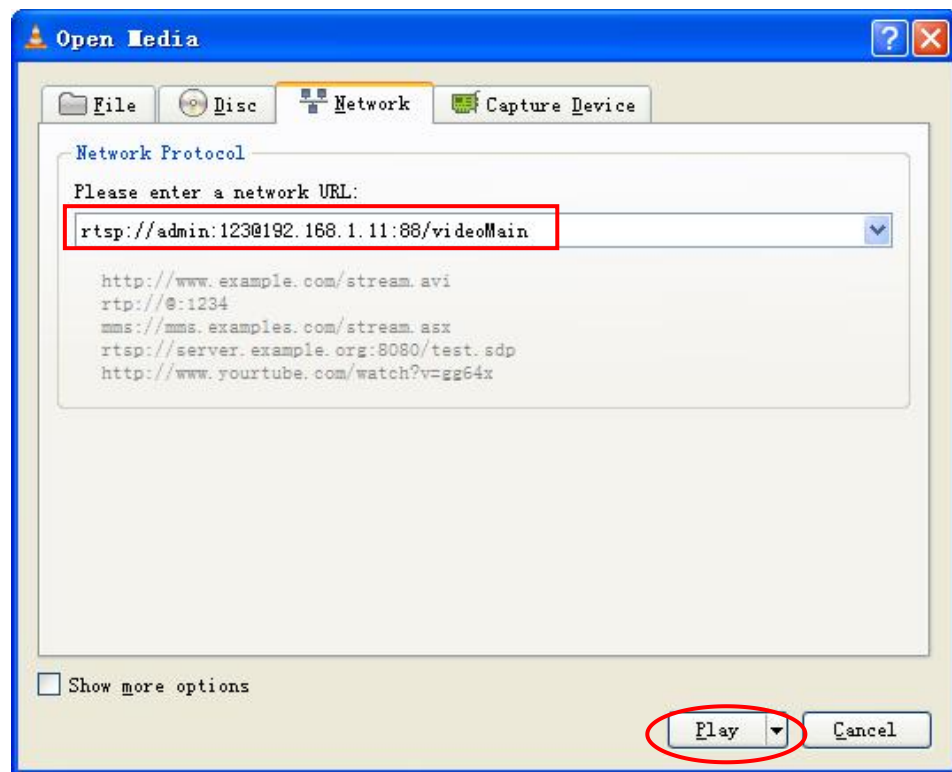 Open Media
File Disc Network Capture Device
Network Protocol
Please enter a network URL:
rtsp://admin:123@192.168.1.11:88/videoMain
http://www.example.com/stream.avi
rtp://@:1234
mms://mms.examples.com/stream.asx
rtsp://server.example.org:8080/test.sdp
http://www.yourtube.com/watch?v=gg64x
Show more options
Play Cancel